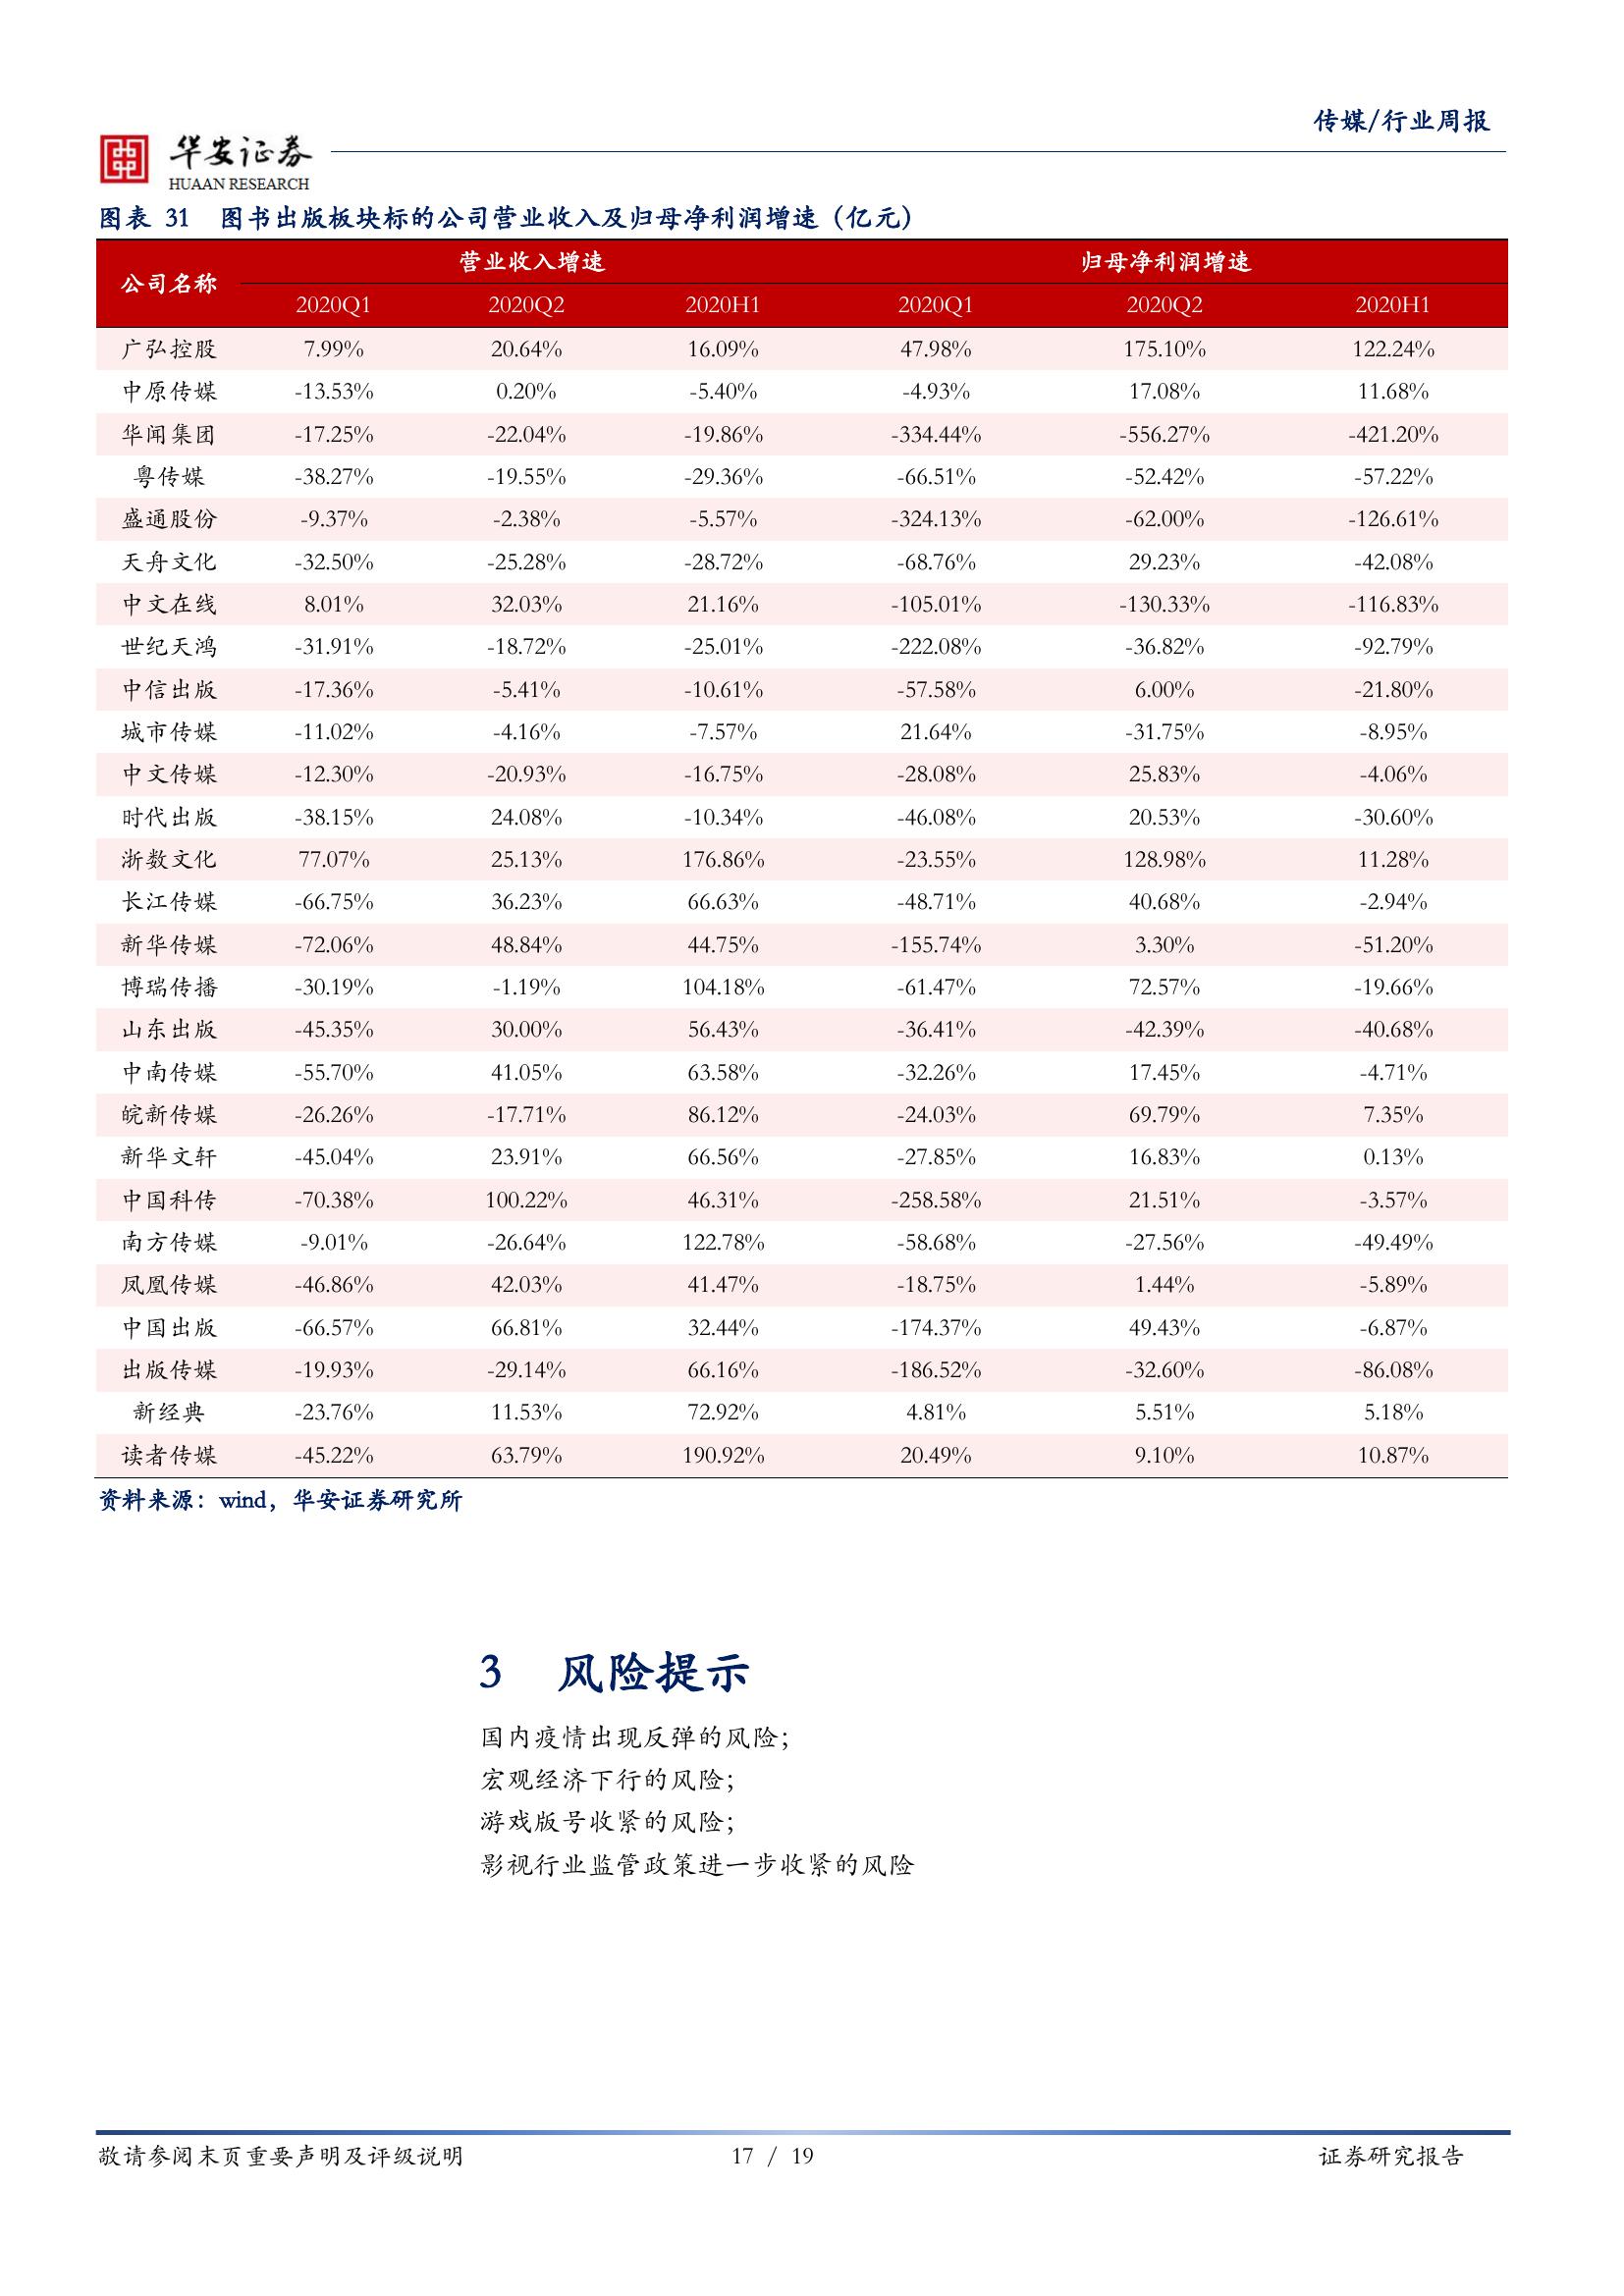 传媒/行业周报
华安证券
HUAAN RESEARCH
图表 31 图书出版板块标的公司营业收入及归母净利润增速（亿元）
公司名称 营业收入增速 归母净利润增速
2020Q1 2020Q2 2020H1 2020Q1 2020Q2 2020H1
广弘控股 7.99% 20.64% 16.09% 47.98% 175.10% 122.24%
中原传媒 -13.53% 0.20% -5.40% -4.93% 17.08% 11.68%
华闻集团 -17.25% -22.04% -19.86% -334.44% -556.27% -421.20%
粤传媒 -38.27% -19.55% -29.36% -66.51% -52.42% -57.22%
盛通股份 -9.37% -2.38% -5.57% -324.13% -62.00% -126.61%
天舟文化 -32.50% -25.28% -28.72% -68.76% 29.23% -42.08%
中文在线 8.01% 32.03% 21.16% -105.01% -130.33% -116.83%
世纪天鸿 -31.91% -18.72% -25.01% -222.08% -36.82% -92.79%
中信出版 -17.36% -5.41% -10.61% -57.58% 6.00% -21.80%
城市传媒 -11.02% -4.16% -7.57% 21.64% -31.75% -8.95%
中文传媒 -12.30% -20.93% -16.75% -28.08% 25.83% -4.06%
时代出版 -38.15% 24.08% -10.34% -46.08% 20.53% -30.60%
浙数文化 77.07% 25.13% 176.86% -23.55% 128.98% 11.28%
长江传媒 -66.75% 36.23% 66.63% -48.71% 40.68% -2.94%
新华传媒 -72.06% 48.84% 44.75% -155.74% 3.30% -51.20%
博瑞传播 -30.19% -1.19% 104.18% -61.47% 72.57% -19.66%
山东出版 -45.35% 30.00% 56.43% -36.41% -42.39% -40.68%
中南传媒 -55.70% 41.05% 63.58% -32.26% 17.45% -4.71%
皖新传媒 -26.26% -17.71% 86.12% -24.03% 69.79% 7.35%
新华文轩 -45.04% 23.91% 66.56% -27.85% 16.83% 0.13%
中国科传 -70.38% 100.22% 46.31% -258.58% 21.51% -3.57%
南方传媒 -9.01% -26.64% 122.78% -58.68% -27.56% -49.49%
凤凰传媒 -46.86% 42.03% 41.47% -18.75% 1.44% -5.89%
中国出版 -66.57% 66.81% 32.44% -174.37% 49.43% -6.87%
出版传媒 -19.93% -29.14% 66.16% -186.52% -32.60% -86.08%
新经典 -23.76% 11.53% 72.92% 4.81% 5.51% 5.18%
读者传媒 -45.22% 63.79% 190.92% 20.49% 9.10% 10.87%
资料来源：wind，华安证券研究所
3 风险提示
国内疫情出现反弹的风险；
宏观经济下行的风险；
游戏版号收紧的风险；
影视行业监管政策进一步收紧的风险
敬请参阅末页重要声明及评级说明 17 / 19 证券研究报告